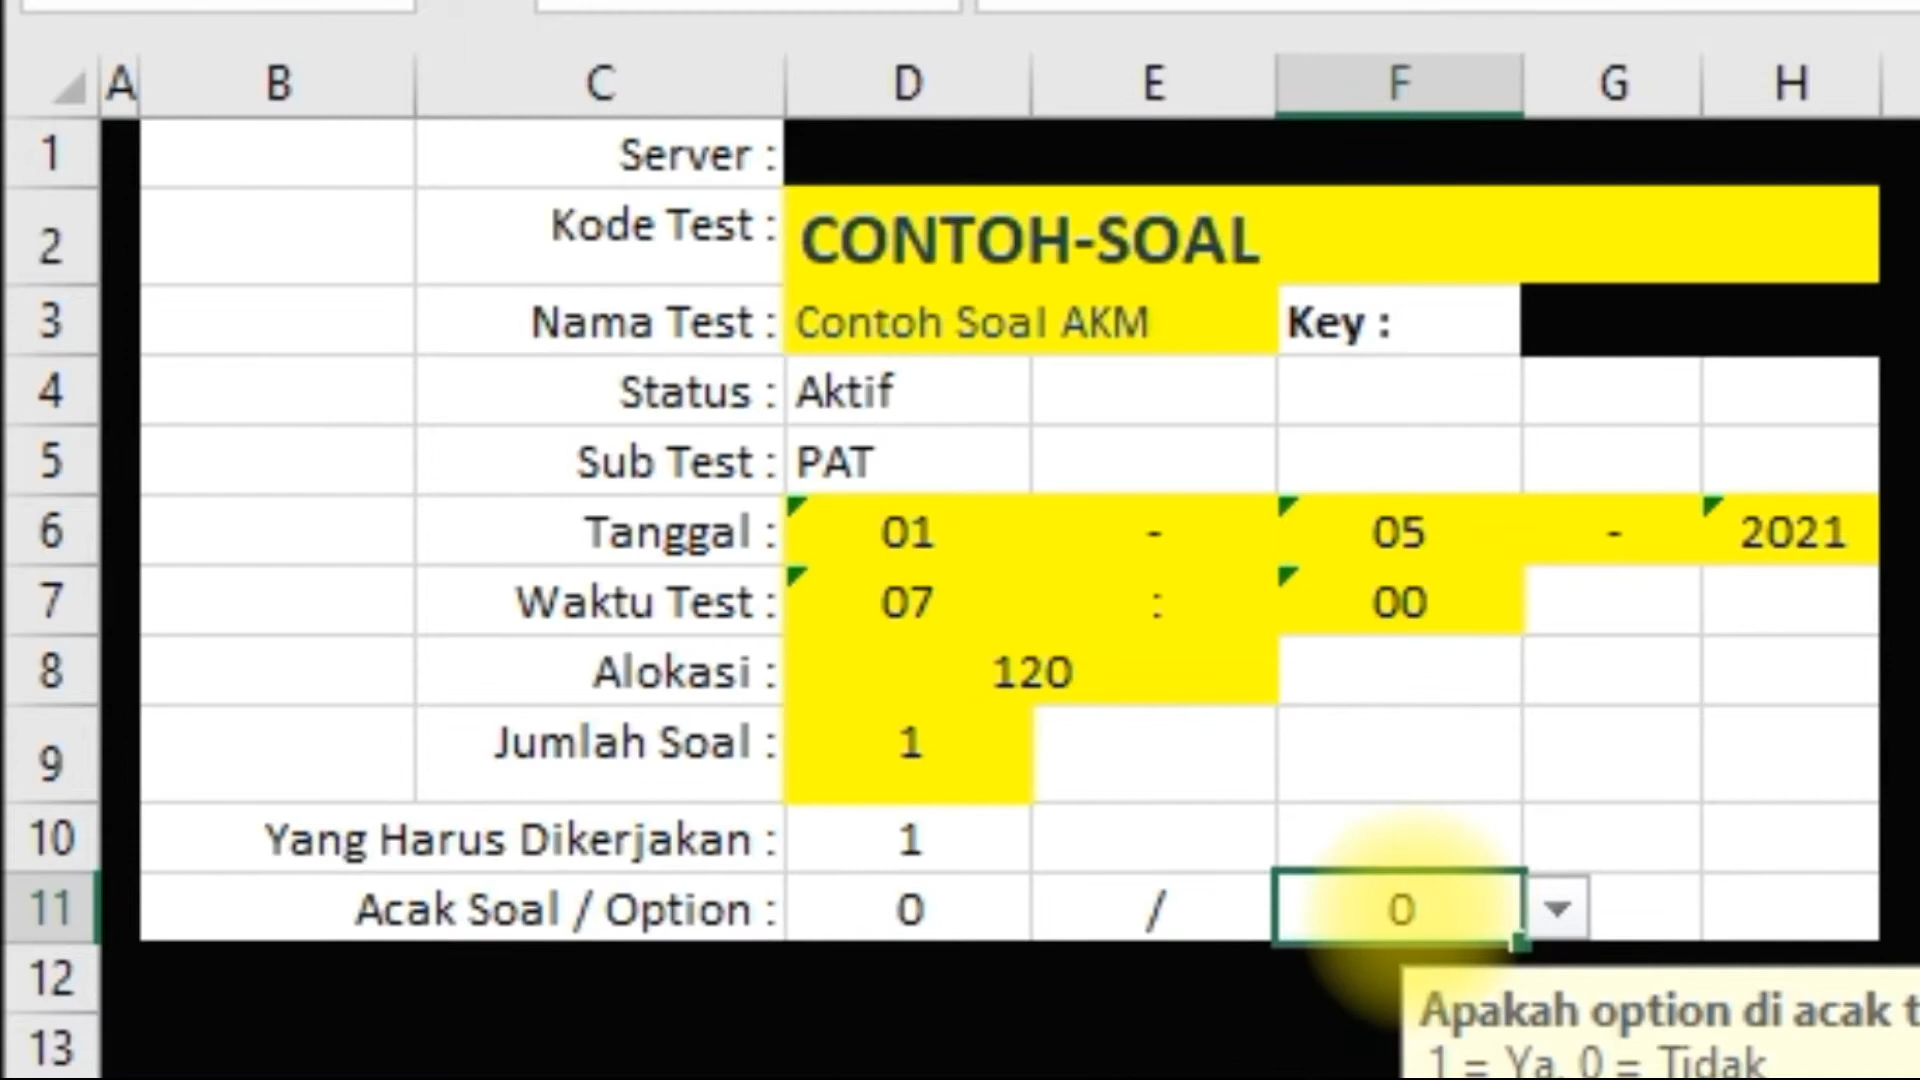 A B C D E F G H
1 Server :
2 Kode Test : CONTOH-SOAL
3 Nama Test : Contoh Soal AKM Key :
4 Status : Aktif
5 Sub Test : PAT
6 Tanggal : 01 - 05 - 2021
7 Waktu Test : 07 : 00
8 Alokasi : 120
9 Jumlah Soal : 1
10 Yang Harus Dikerjakan : 1
11 Acak Soal / Option : 0 / 0
12
Apakah option di acak t
13
1 = Ya, 0 = Tidak